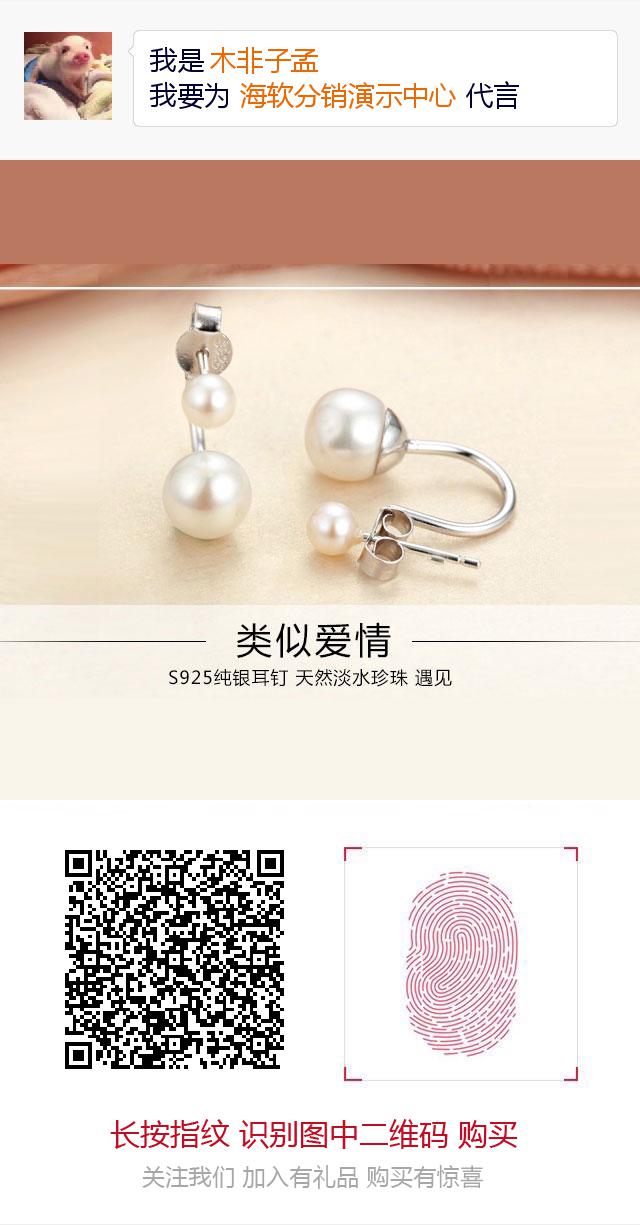 我是 木非子孟
我要为 海软分销演示中心 代言
类似爱情
S925纯银耳钉 天然淡水珍珠 遇见
长按指纹 识别图中二维码 购买
关注我们 加入有礼品 购买有惊喜